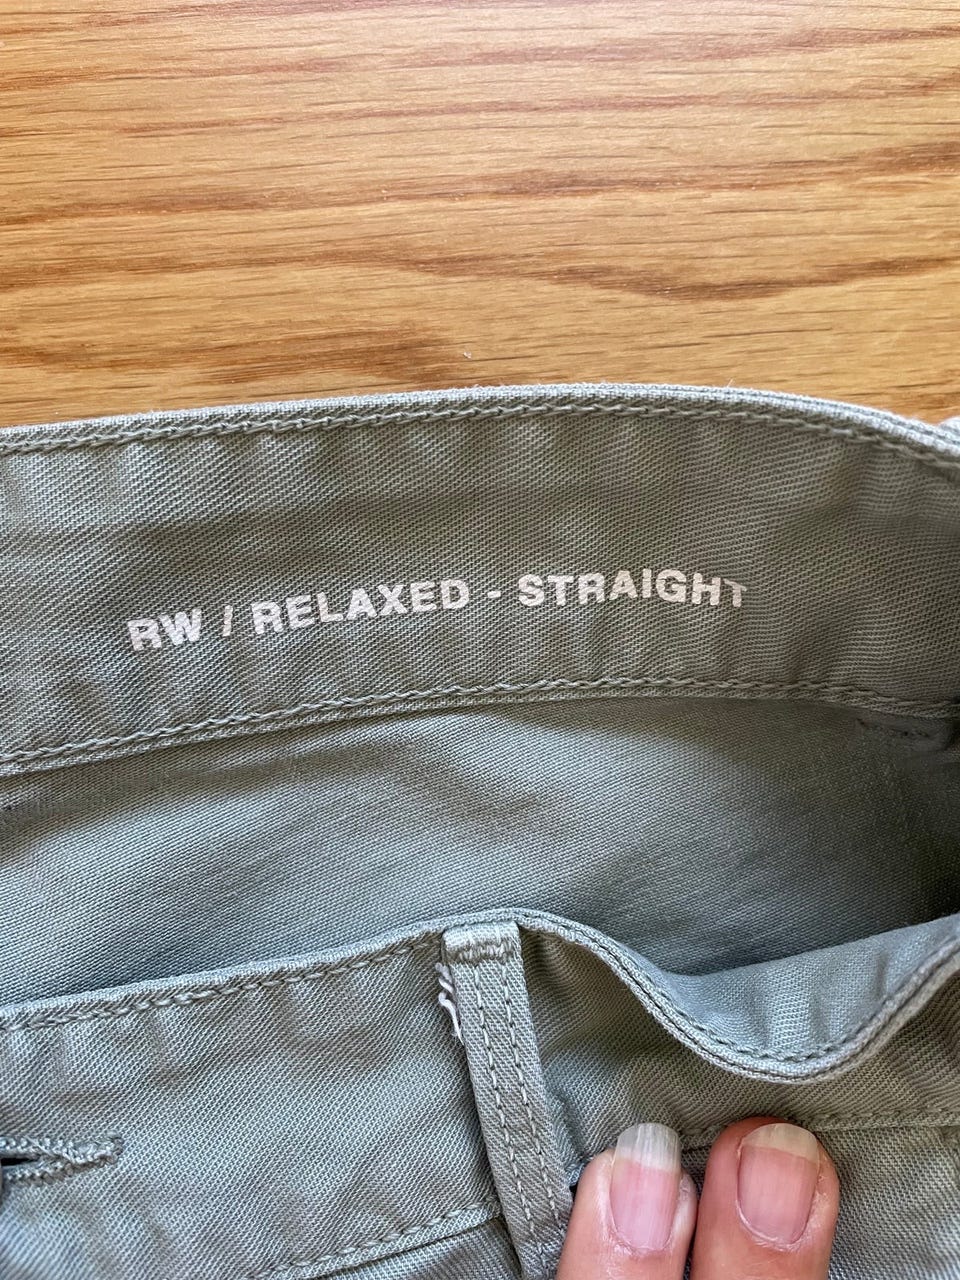 RW / RELAXED - STRAIGHT